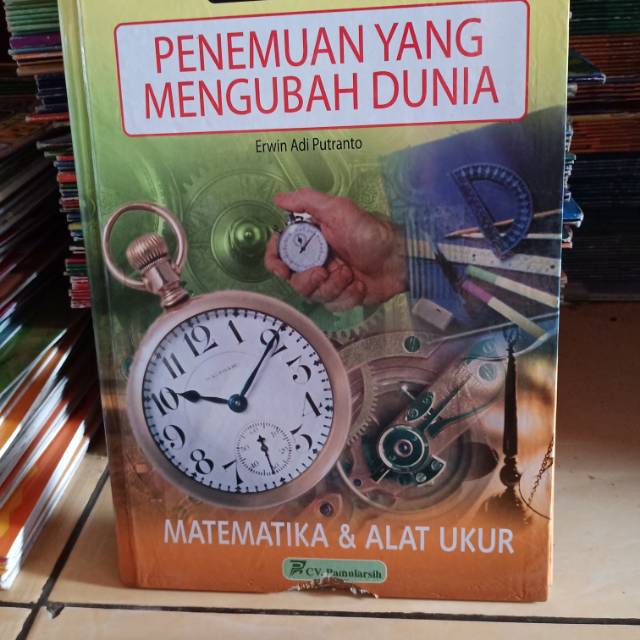 PENEMUAN YANG
MENGUBAH DUNIA
Erwin Adi Putranto
MATEMATIKA & ALAT UKUR
CV. Pamularsih